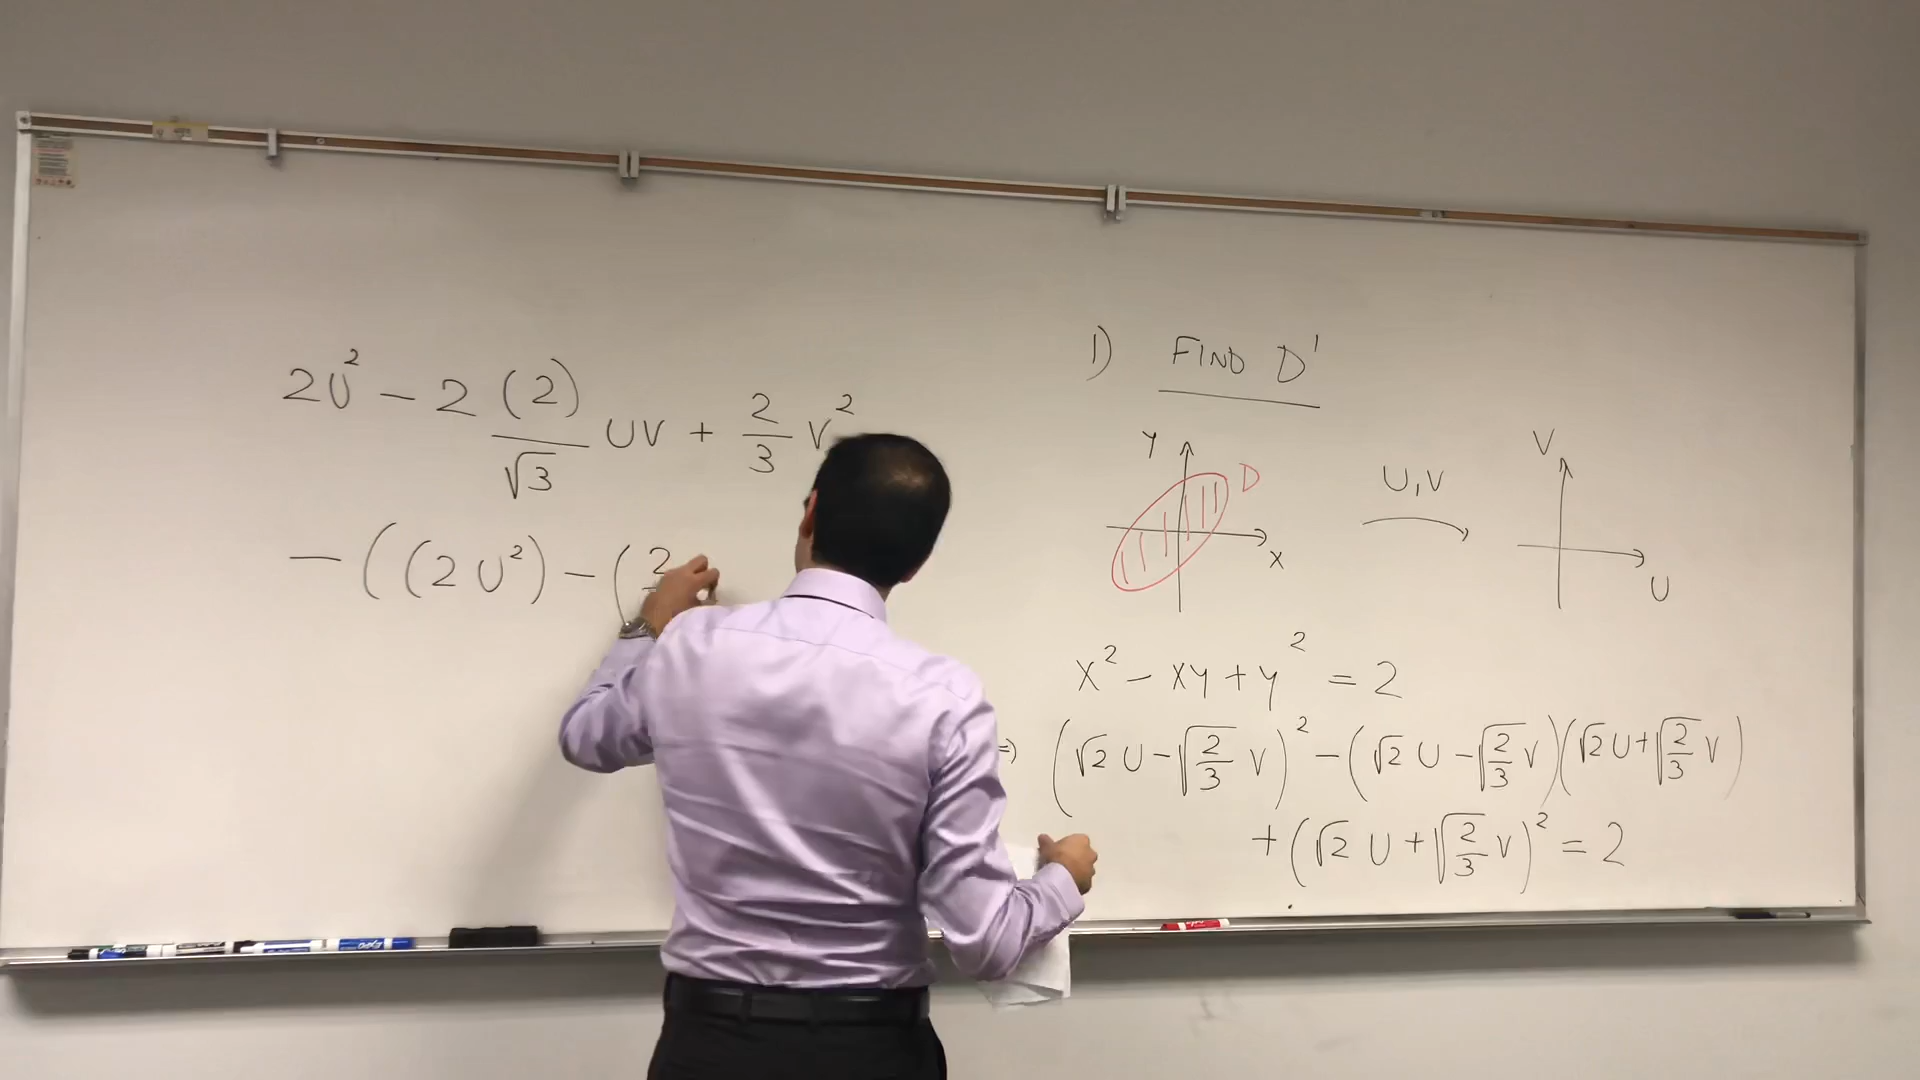 2U² − 2 (2)/√3 UV + 2/3 V²
− ((2U²) − (2
1) FIND D'
Y
D
X
U,V
V
U
x² − xy + y² = 2
⇒ (√2 U − √(2/3) V)² − (√2 U − √(2/3) V)(√2 U + √(2/3) V)
+ (√2 U + √(2/3) V)² = 2